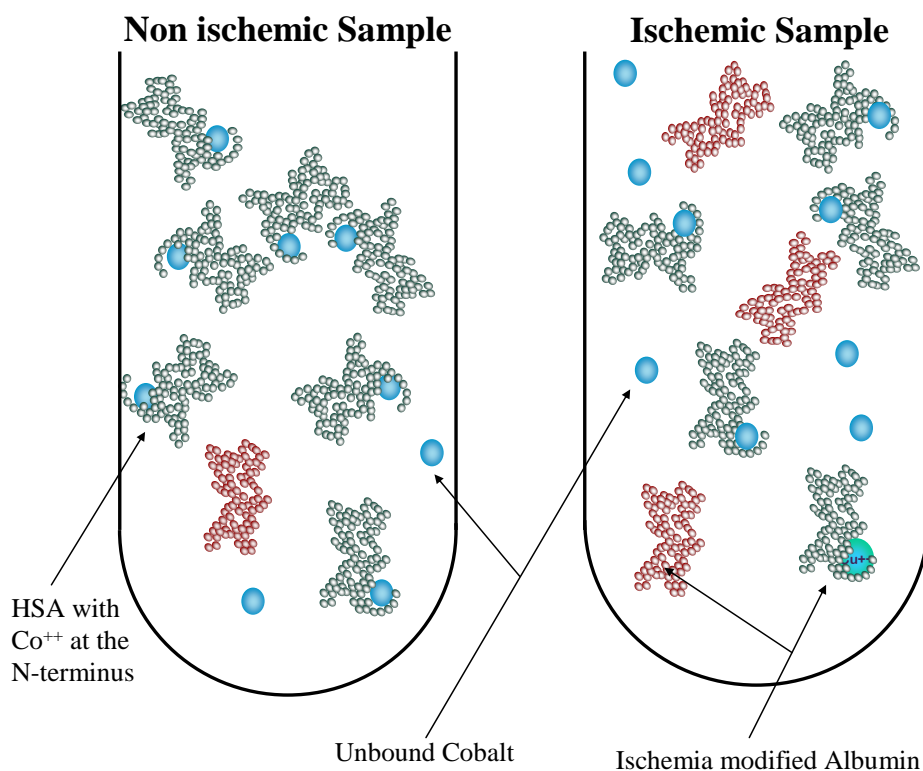 Non ischemic Sample
Ischemic Sample
u++
HSA with
Co++ at the
N-terminus
Unbound Cobalt
Ischemia modified Albumin